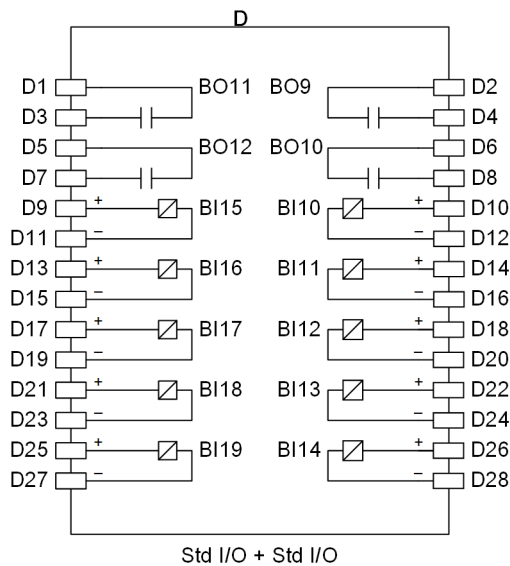 D
D1 BO11 BO9 D2
D3 D4
D5 BO12 BO10 D6
D7 D8
D9 + BI15 BI10 + D10
D11 – – D12
D13 + BI16 BI11 + D14
D15 – – D16
D17 + BI17 BI12 + D18
D19 – – D20
D21 + BI18 BI13 + D22
D23 – – D24
D25 + BI19 BI14 + D26
D27 – – D28
Std I/O + Std I/O